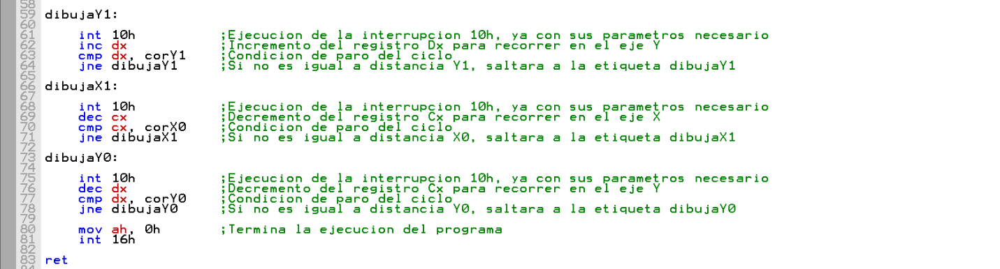 58
59 dibujaY1:
60
61 int 10h ;Ejecucion de la interrupcion 10h, ya con sus parametros necesario
62 inc dx ;Incremento del registro Dx para recorrer en el eje Y
63 cmp dx, corY1 ;Condicion de paro del ciclo
64 jne dibujaY1 ;Si no es igual a distancia Y1, saltara a la etiqueta dibujaY1
65
66 dibujaX1:
67
68 int 10h ;Ejecucion de la interrupcion 10h, ya con sus parametros necesario
69 dec cx ;Decremento del registro Cx para recorrer en el eje X
70 cmp cx, corX0 ;Condicion de paro del ciclo
71 jne dibujaX1 ;Si no es igual a distancia X0, saltara a la etiqueta dibujaX1
72
73 dibujaY0:
74
75 int 10h ;Ejecucion de la interrupcion 10h, ya con sus parametros necesario
76 dec dx ;Decremento del registro Cx para recorrer en el eje Y
77 cmp dx, corY0 ;Condicion de paro del ciclo
78 jne dibujaY0 ;Si no es igual a distancia Y0, saltara a la etiqueta dibujaY0
79
80 mov ah, 0h ;Termina la ejecucion del programa
81 int 16h
82
83 ret